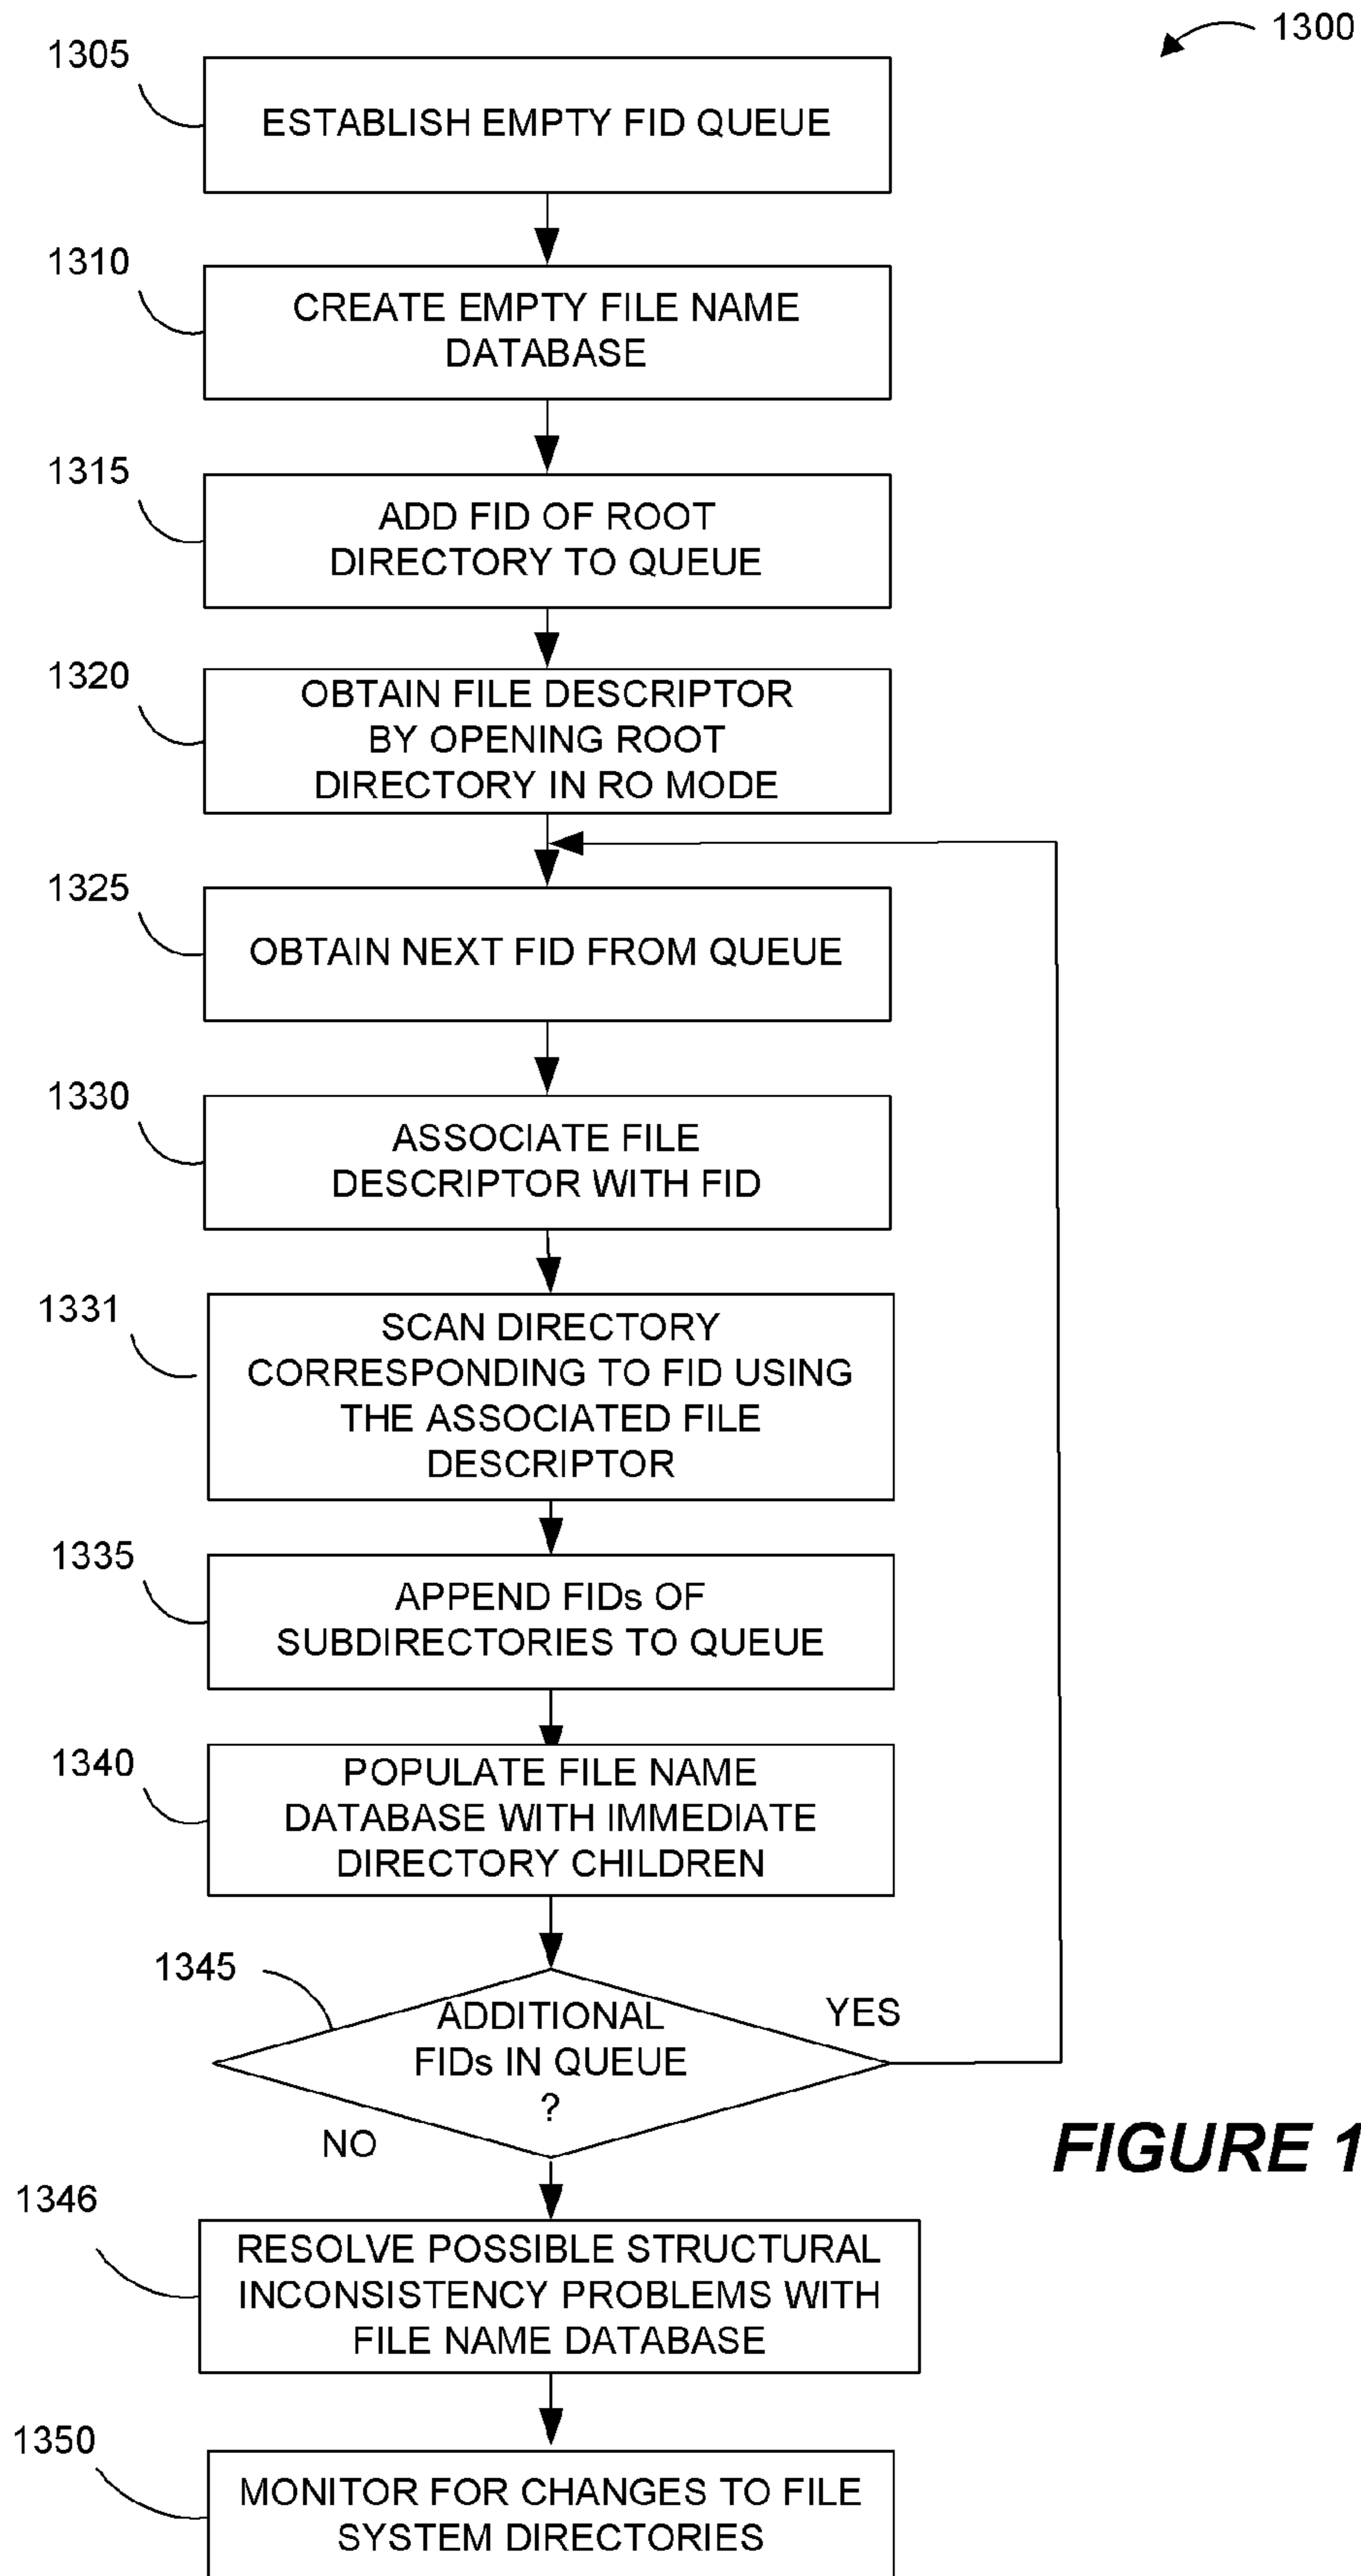 1300
1305
ESTABLISH EMPTY FID QUEUE
1310
CREATE EMPTY FILE NAME
DATABASE
1315
ADD FID OF ROOT
DIRECTORY TO QUEUE
1320
OBTAIN FILE DESCRIPTOR
BY OPENING ROOT
DIRECTORY IN RO MODE
1325
OBTAIN NEXT FID FROM QUEUE
1330
ASSOCIATE FILE
DESCRIPTOR WITH FID
1331
SCAN DIRECTORY
CORRESPONDING TO FID USING
THE ASSOCIATED FILE
DESCRIPTOR
1335
APPEND FIDs OF
SUBDIRECTORIES TO QUEUE
1340
POPULATE FILE NAME
DATABASE WITH IMMEDIATE
DIRECTORY CHILDREN
1345
ADDITIONAL
FIDs IN QUEUE
?
YES
NO
FIGURE 1
1346
RESOLVE POSSIBLE STRUCTURAL
INCONSISTENCY PROBLEMS WITH
FILE NAME DATABASE
1350
MONITOR FOR CHANGES TO FILE
SYSTEM DIRECTORIES